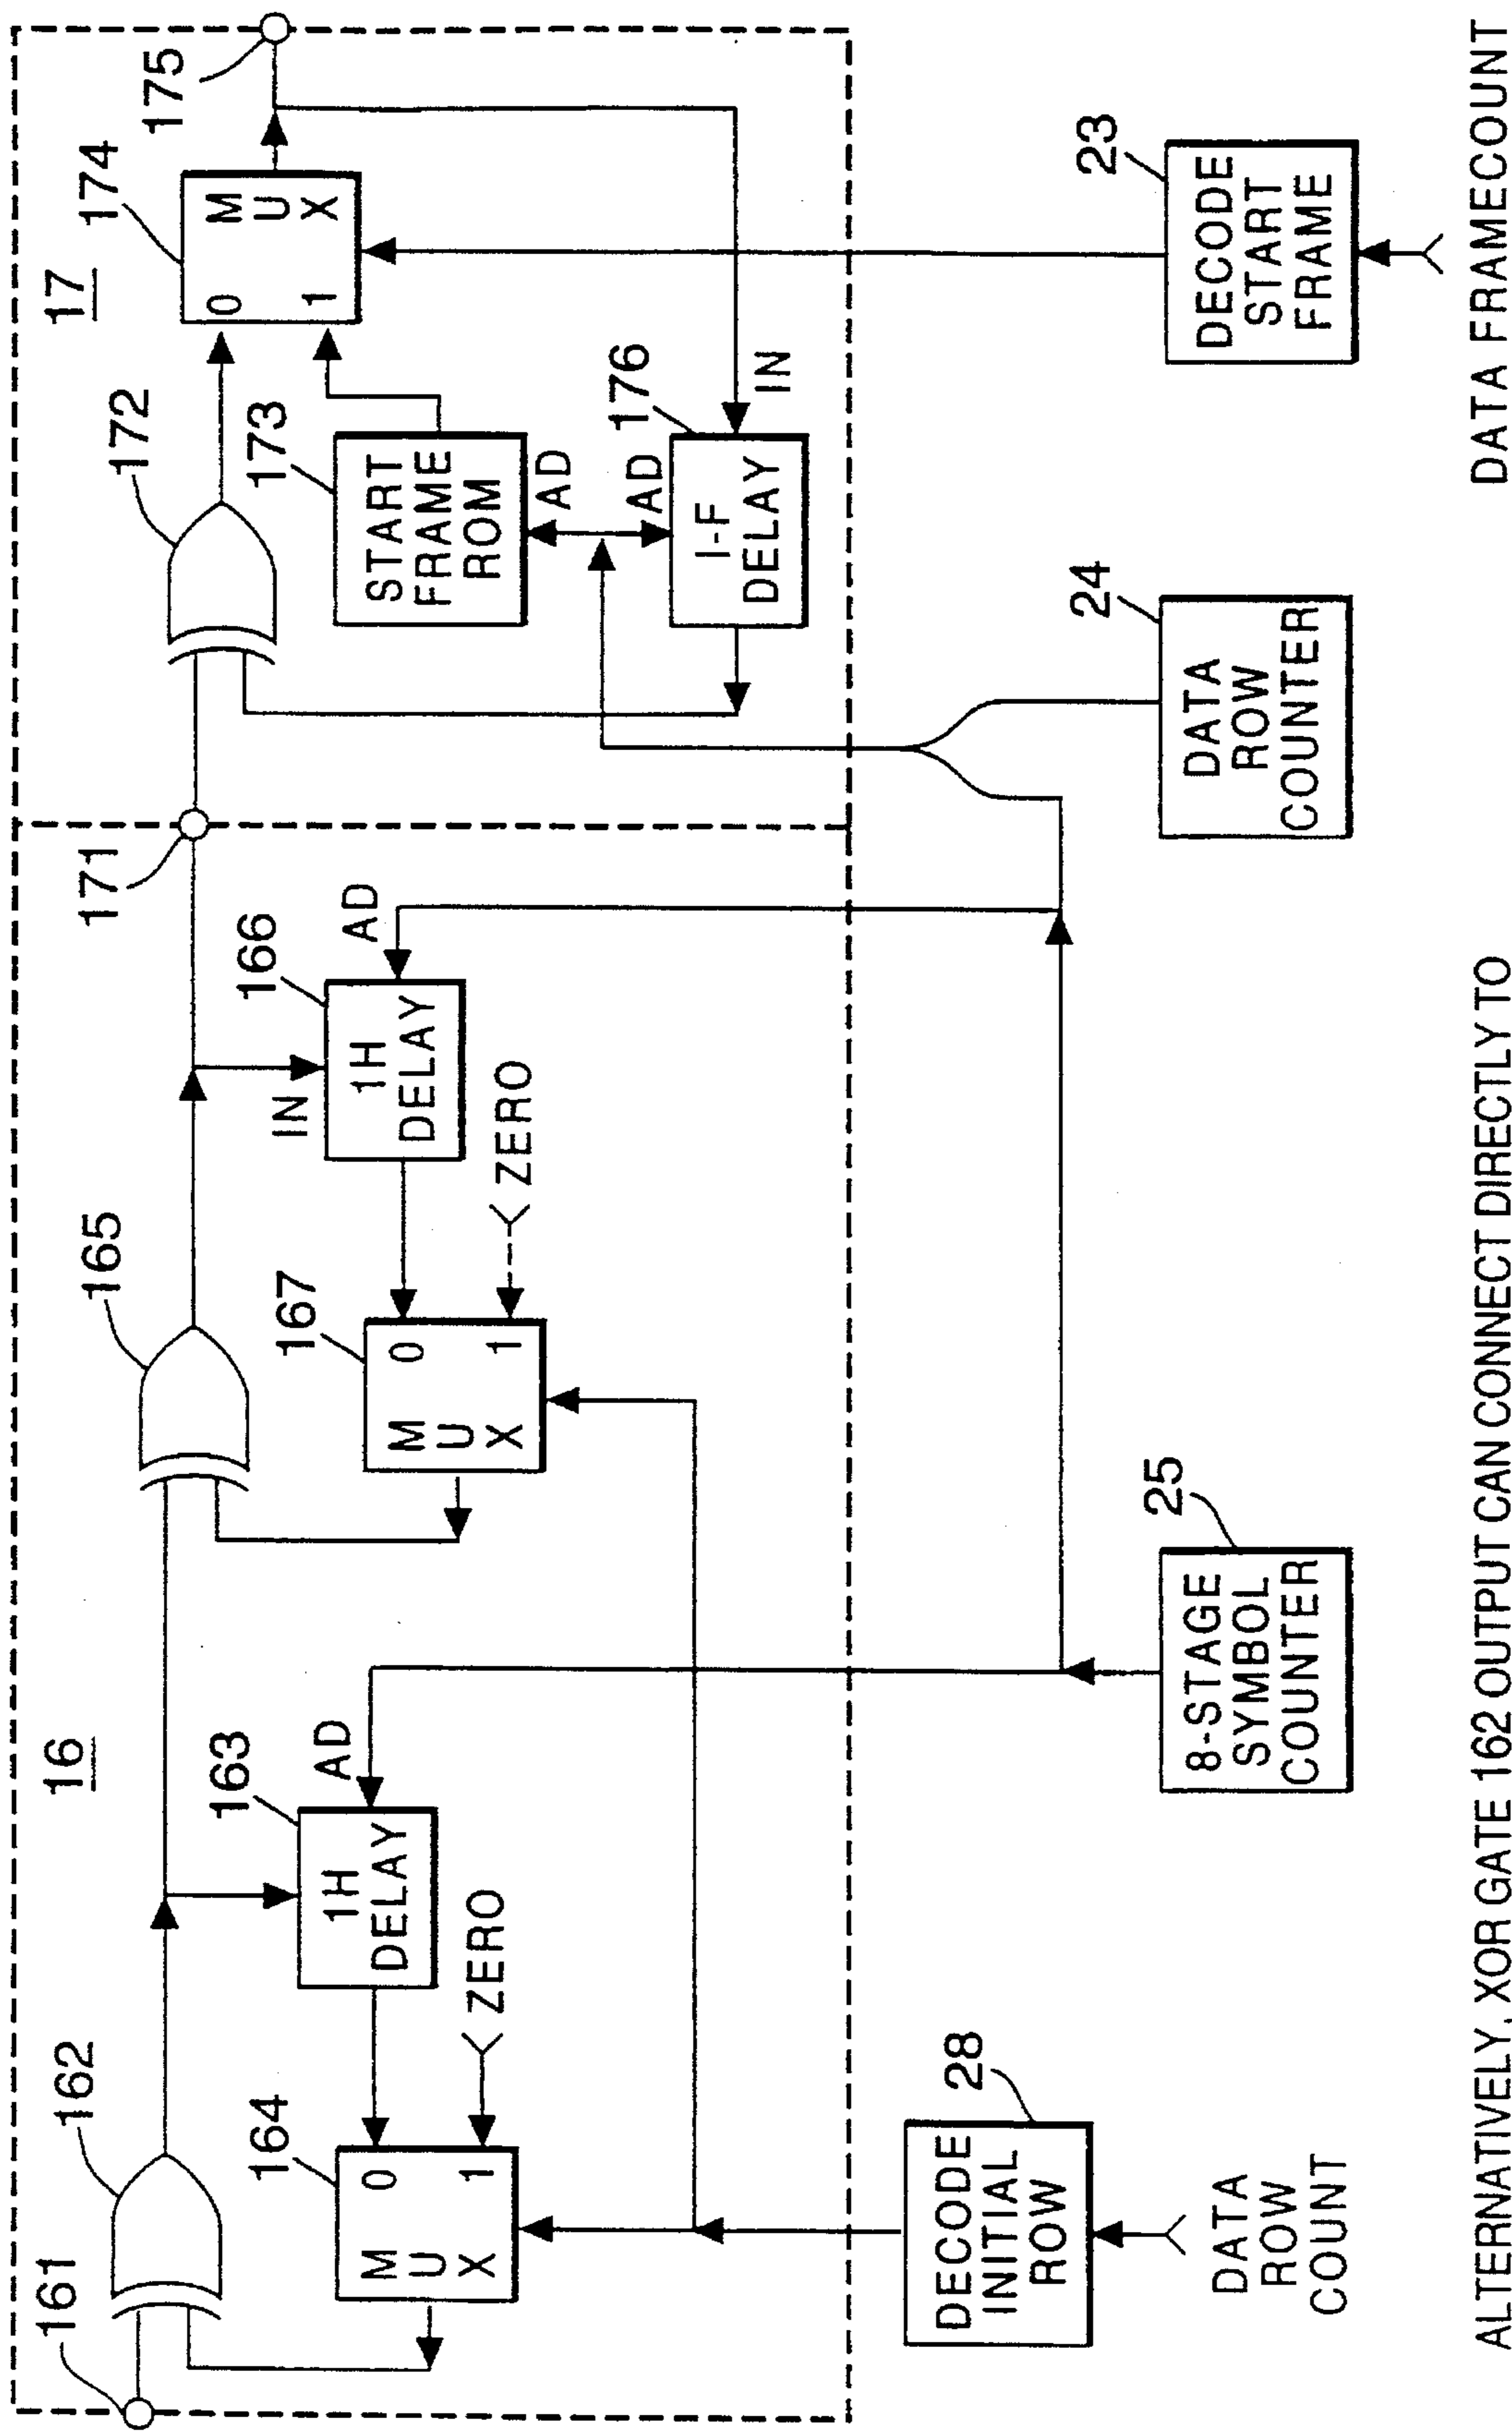 16
17
161
162
163
AD
1H
DELAY
ZERO
164
0
1
M
U
X
165
166
AD
IN
1H
DELAY
ZERO
167
0
1
M
U
X
171
172
173
START
FRAME
ROM
AD
AD
176
I-F
DELAY
IN
174
0
1
M
U
X
175
28
DECODE
INITIAL
ROW
DATA
ROW
COUNT
25
8-STAGE
SYMBOL
COUNTER
24
DATA
ROW
COUNTER
23
DECODE
START
FRAME
DATA FRAMECOUNT
ALTERNATIVELY, XOR GATE 162 OUTPUT CAN CONNECT DIRECTLY TO